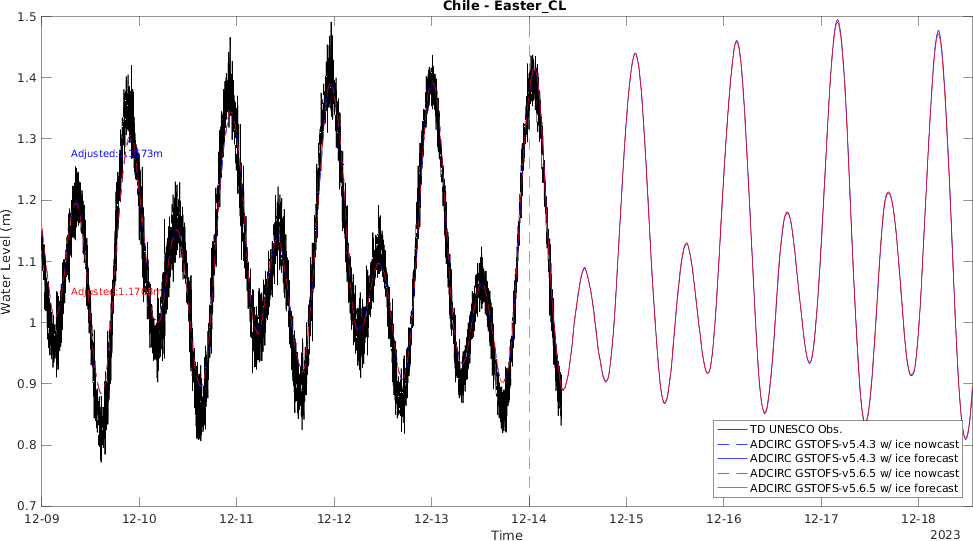 Chile - Easter_CL
1.5
1.4
1.3
1.2
1.1
1
0.9
0.8
0.7
Water Level (m)
Adjusted:
Adjusted:
12-09 12-10 12-11 12-12 12-13 12-14 12-15 12-16 12-17 12-18
Time
2023
TD UNESCO Obs.
ADCIRC GSTOFS-v5.4.3 w/ ice nowcast
ADCIRC GSTOFS-v5.4.3 w/ ice forecast
ADCIRC GSTOFS-v5.6.5 w/ ice nowcast
ADCIRC GSTOFS-v5.6.5 w/ ice forecast